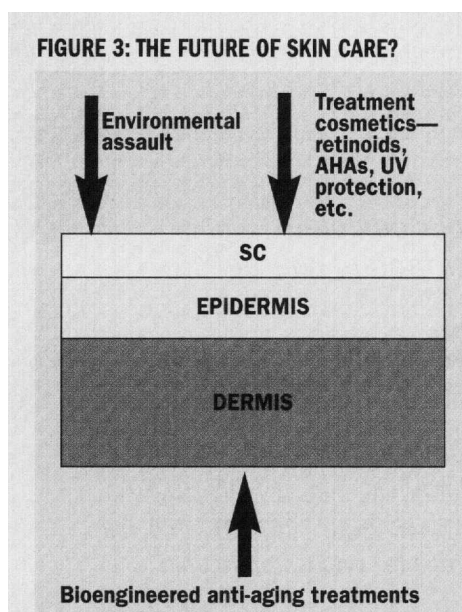 FIGURE 3: THE FUTURE OF SKIN CARE?
Environmental
assault
Treatment
cosmetics—
retinoids,
AHAs, UV
protection,
etc.
SC
EPIDERMIS
DERMIS
Bioengineered anti-aging treatments